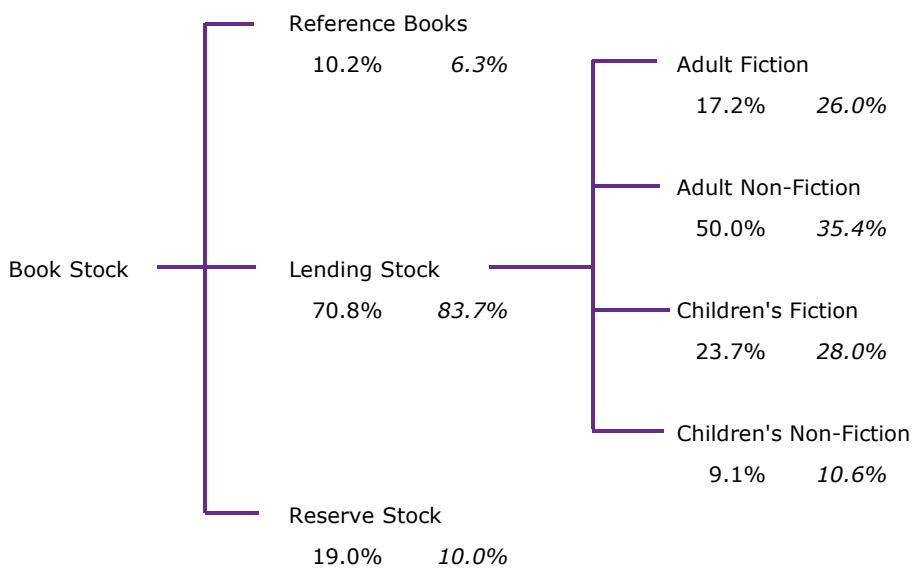 Reference Books
10.2% 6.3%
Adult Fiction
17.2% 26.0%
Adult Non-Fiction
50.0% 35.4%
Book Stock
Lending Stock
70.8% 83.7%
Children's Fiction
23.7% 28.0%
Children's Non-Fiction
9.1% 10.6%
Reserve Stock
19.0% 10.0%